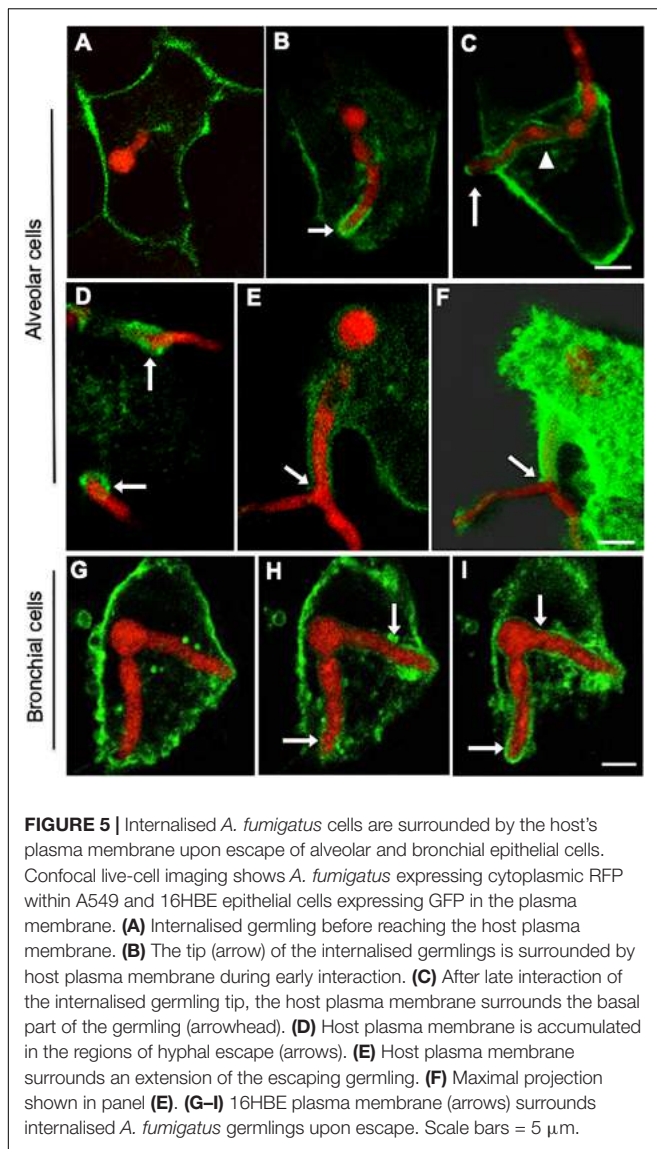 A
B
C
Alveolar cells
D
E
F
Bronchial cells
G
H
I
FIGURE 5 | Internalised A. fumigatus cells are surrounded by the host's
plasma membrane upon escape of alveolar and bronchial epithelial cells.
Confocal live-cell imaging shows A. fumigatus expressing cytoplasmic RFP
within A549 and 16HBE epithelial cells expressing GFP in the plasma
membrane. (A) Internalised germling before reaching the host plasma
membrane. (B) The tip (arrow) of the internalised germlings is surrounded by
host plasma membrane during early interaction. (C) After late interaction of
the internalised germling tip, the host plasma membrane surrounds the basal
part of the germling (arrowhead). (D) Host plasma membrane is accumulated
in the regions of hyphal escape (arrows). (E) Host plasma membrane
surrounds an extension of the escaping germling. (F) Maximal projection
shown in panel (E). (G–I) 16HBE plasma membrane (arrows) surrounds
internalised A. fumigatus germlings upon escape. Scale bars = 5 μm.